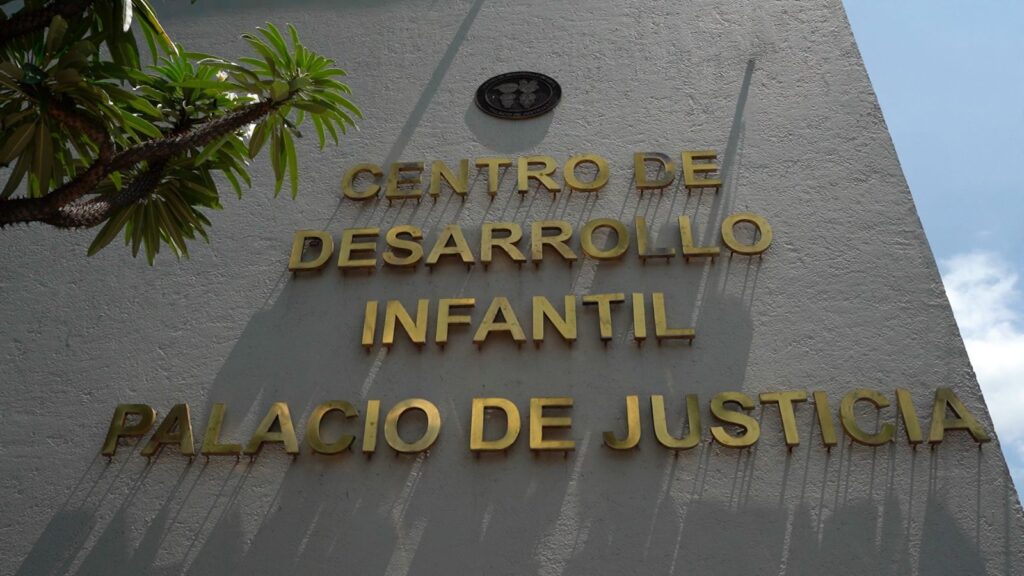 CENTRO DE
DESARROLLO
INFANTIL
PALACIO DE JUSTICIA